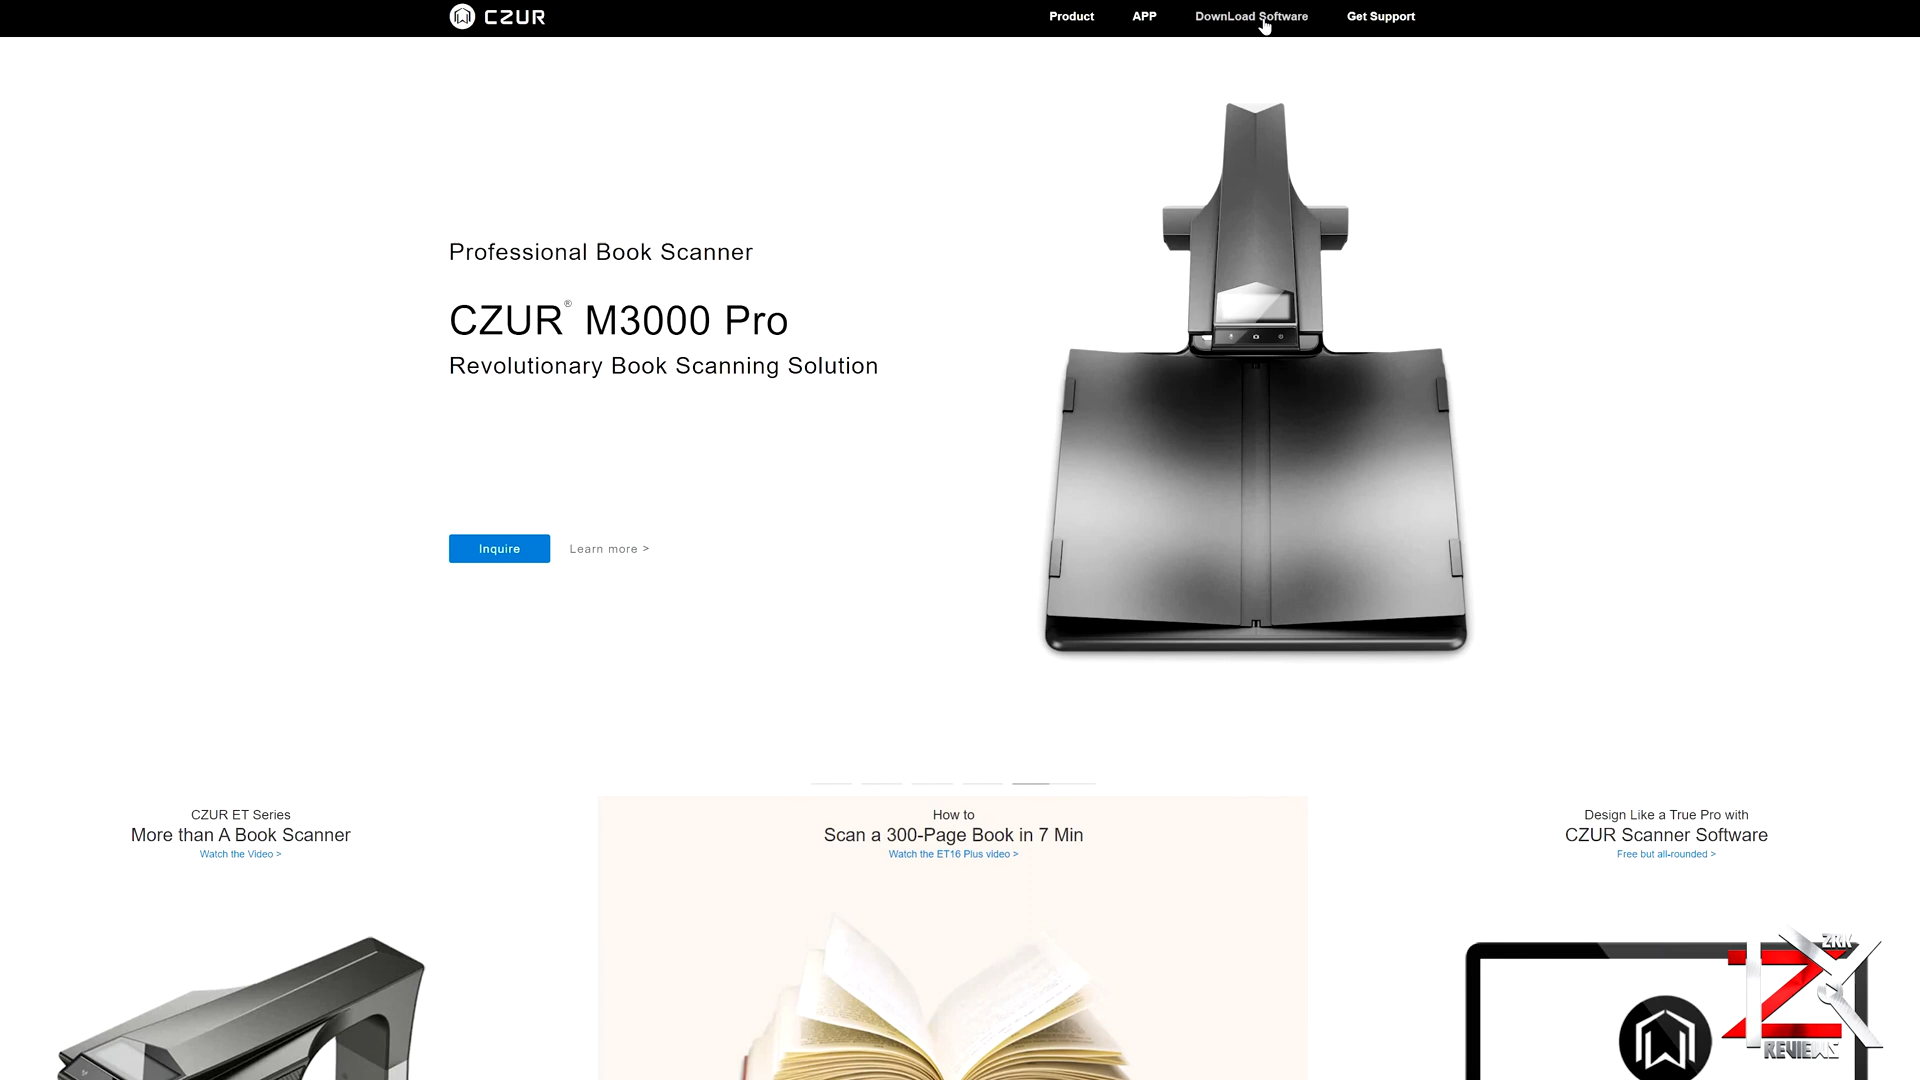 CZUR
Product
APP
DownLoad Software
Get Support
Professional Book Scanner
CZUR® M3000 Pro
Revolutionary Book Scanning Solution
Inquire
Learn more >
CZUR ET Series
More than A Book Scanner
Watch the Video >
How to
Scan a 300-Page Book in 7 Min
Watch the ET16 Plus video >
Design Like a True Pro with
CZUR Scanner Software
Free but all-rounded >
ZRK
REVIEWS